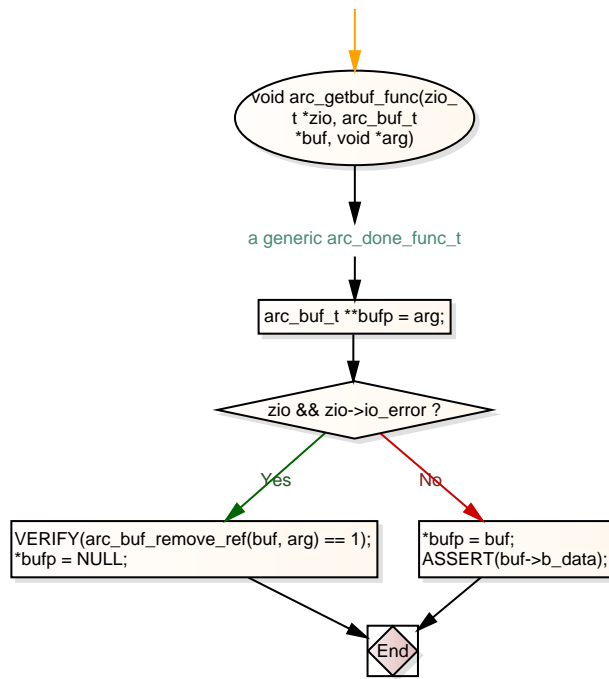 void arc_getbuf_func(zio_
t *zio, arc_buf_t
*buf, void *arg)
a generic arc_done_func_t
arc_buf_t **bufp = arg;
zio && zio->io_error ?
Yes
No
VERIFY(arc_buf_remove_ref(buf, arg) == 1);
*bufp = NULL;
*bufp = buf;
ASSERT(buf->b_data);
End